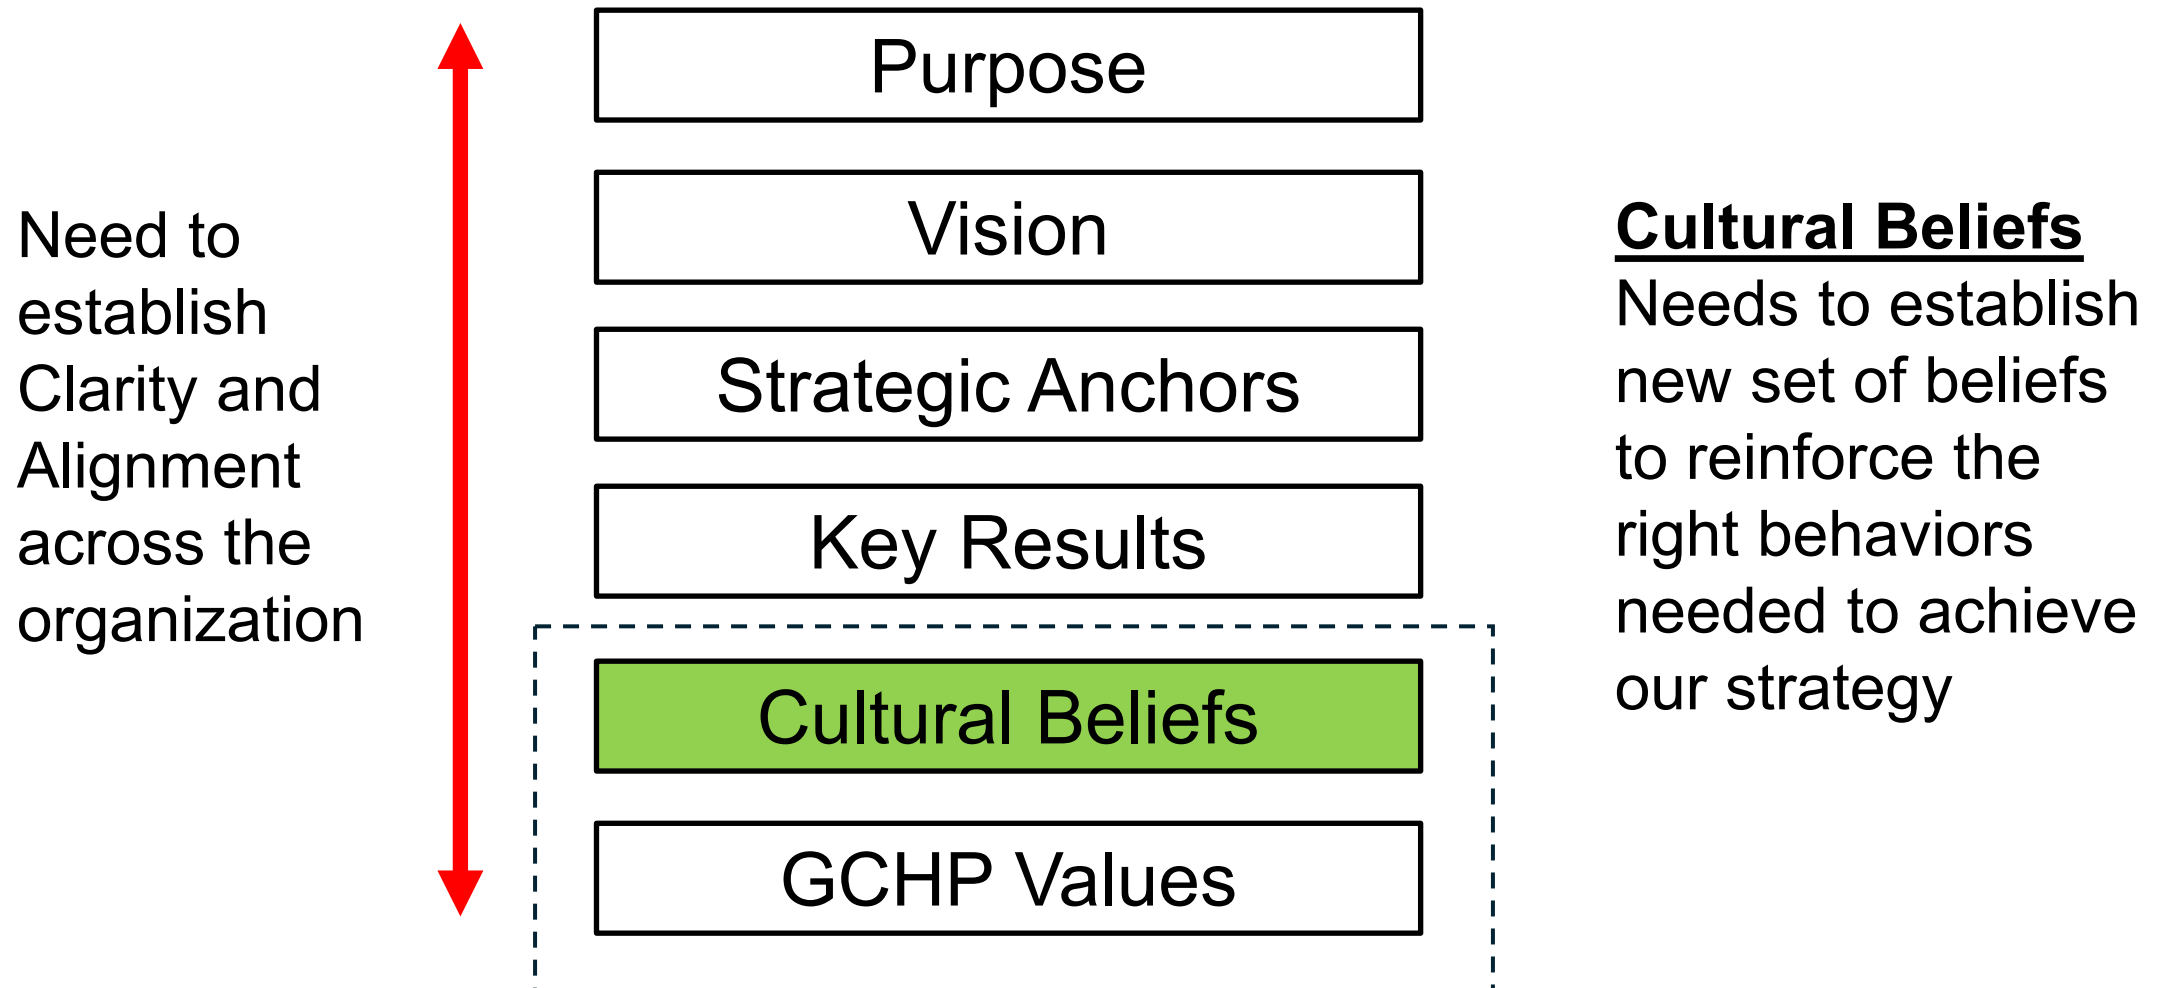 Need to
establish
Clarity and
Alignment
across the
organization
Purpose
Vision
Strategic Anchors
Key Results
Cultural Beliefs
GCHP Values
Cultural Beliefs
Needs to establish
new set of beliefs
to reinforce the
right behaviors
needed to achieve
our strategy